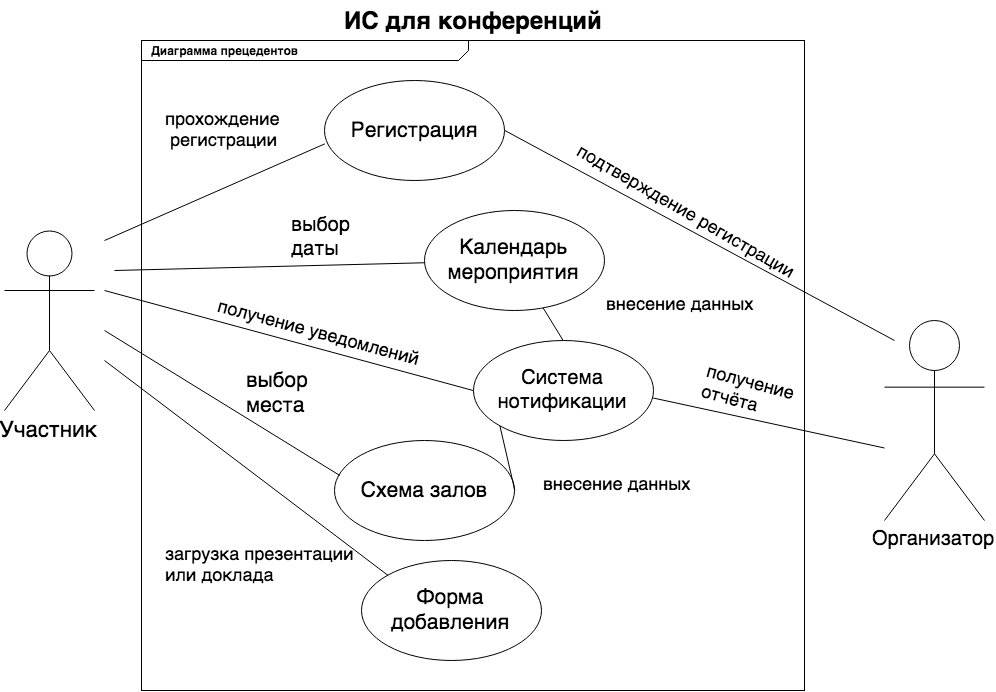 ИС для конференций
Диаграмма прецедентов
прохождение
регистрации
Регистрация
подтверждение регистрации
выбор
даты
Календарь
мероприятия
внесение данных
получение уведомлений
Система
нотификации
получение
отчёта
выбор
места
Участник
Схема залов
внесение данных
Организатор
загрузка презентации
или доклада
Форма
добавления